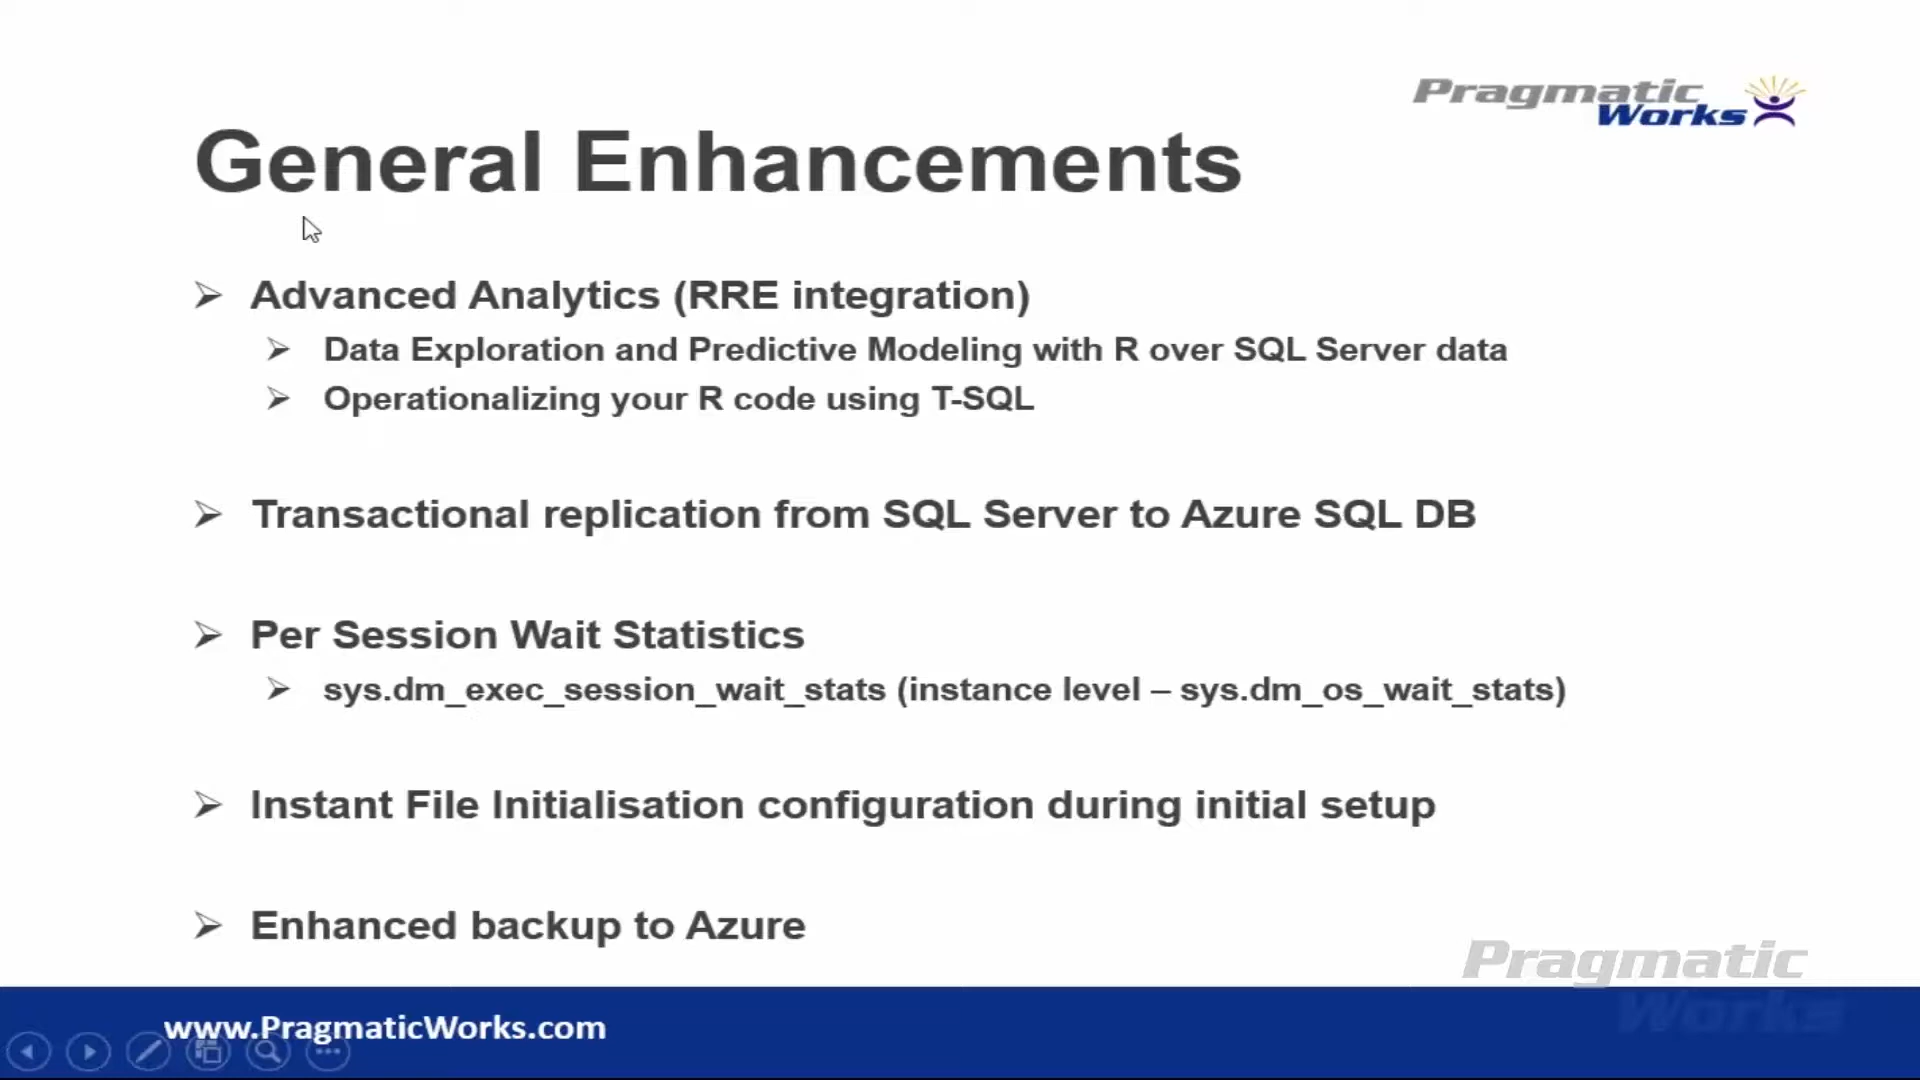 Pragmatic
Works
General Enhancements
Advanced Analytics (RRE integration)
Data Exploration and Predictive Modeling with R over SQL Server data
Operationalizing your R code using T-SQL
Transactional replication from SQL Server to Azure SQL DB
Per Session Wait Statistics
sys.dm_exec_session_wait_stats (instance level – sys.dm_os_wait_stats)
Instant File Initialisation configuration during initial setup
Enhanced backup to Azure
Pragmatic
Works
www.PragmaticWorks.com